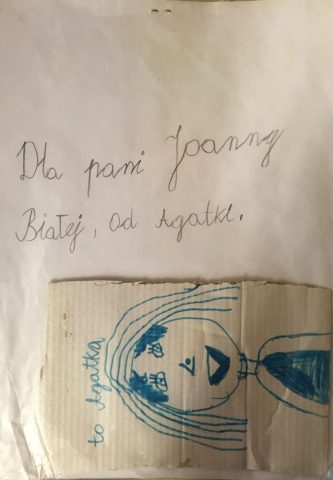 Dla pani Joanny
Białej, od Agatki.
to Agatka